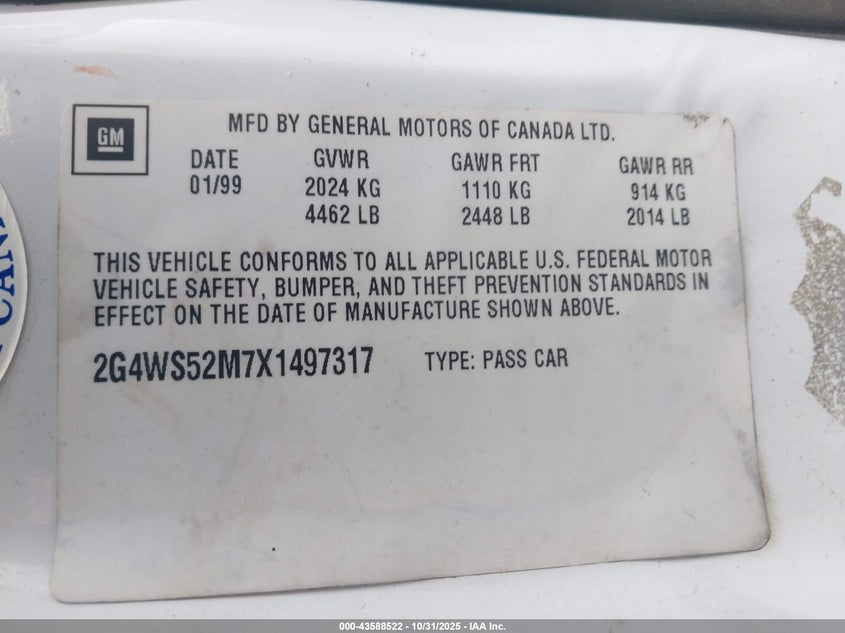 GM
MFD BY GENERAL MOTORS OF CANADA LTD.
DATE GVWR GAWR FRT GAWR RR
01/99 2024 KG 1110 KG 914 KG
4462 LB 2448 LB 2014 LB
THIS VEHICLE CONFORMS TO ALL APPLICABLE U.S. FEDERAL MOTOR
VEHICLE SAFETY, BUMPER, AND THEFT PREVENTION STANDARDS IN
EFFECT ON THE DATE OF MANUFACTURE SHOWN ABOVE.
2G4WS52M7X1497317 TYPE: PASS CAR
000-43588522 - 10/31/2025 - IAA Inc.